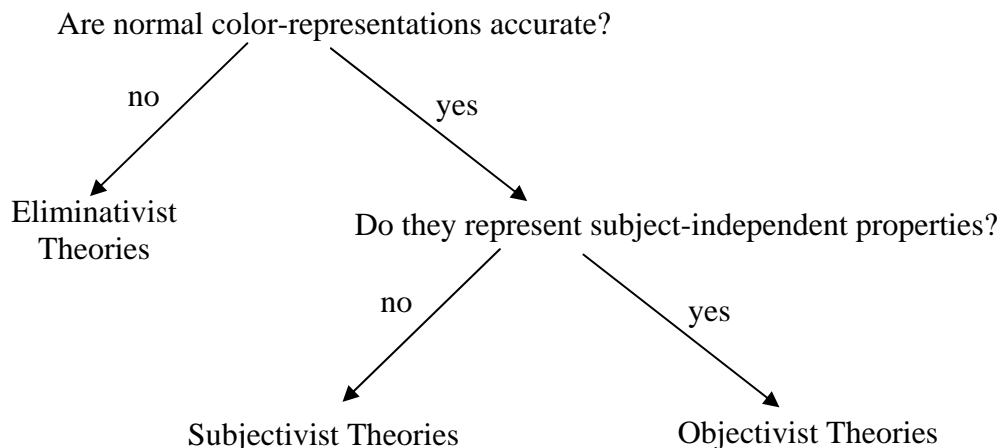 Are normal color-representations accurate?
no
yes
Eliminativist
Theories
Do they represent subject-independent properties?
no
yes
Subjectivist Theories
Objectivist Theories